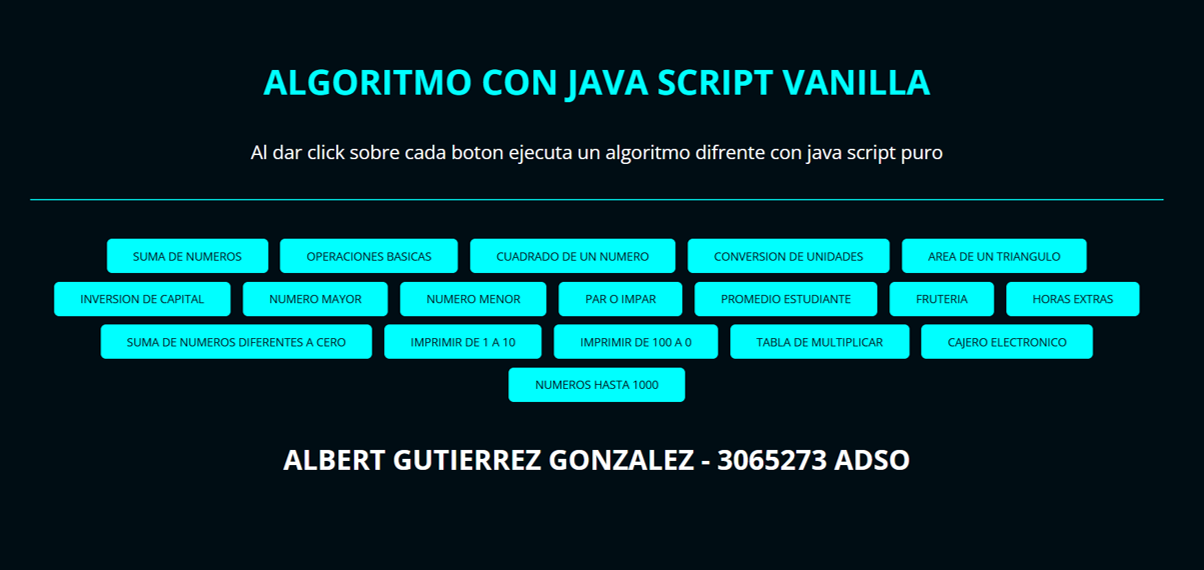 ALGORITMO CON JAVA SCRIPT VANILLA
Al dar click sobre cada boton ejecuta un algoritmo difrente con java script puro
SUMA DE NUMEROS OPERACIONES BASICAS CUADRADO DE UN NUMERO CONVERSION DE UNIDADES AREA DE UN TRIANGULO
INVERSION DE CAPITAL NUMERO MAYOR NUMERO MENOR PAR O IMPAR PROMEDIO ESTUDIANTE FRUTERIA HORAS EXTRAS
SUMA DE NUMEROS DIFERENTES A CERO IMPRIMIR DE 1 A 10 IMPRIMIR DE 100 A 0 TABLA DE MULTIPLICAR CAJERO ELECTRONICO
NUMEROS HASTA 1000
ALBERT GUTIERREZ GONZALEZ - 3065273 ADSO